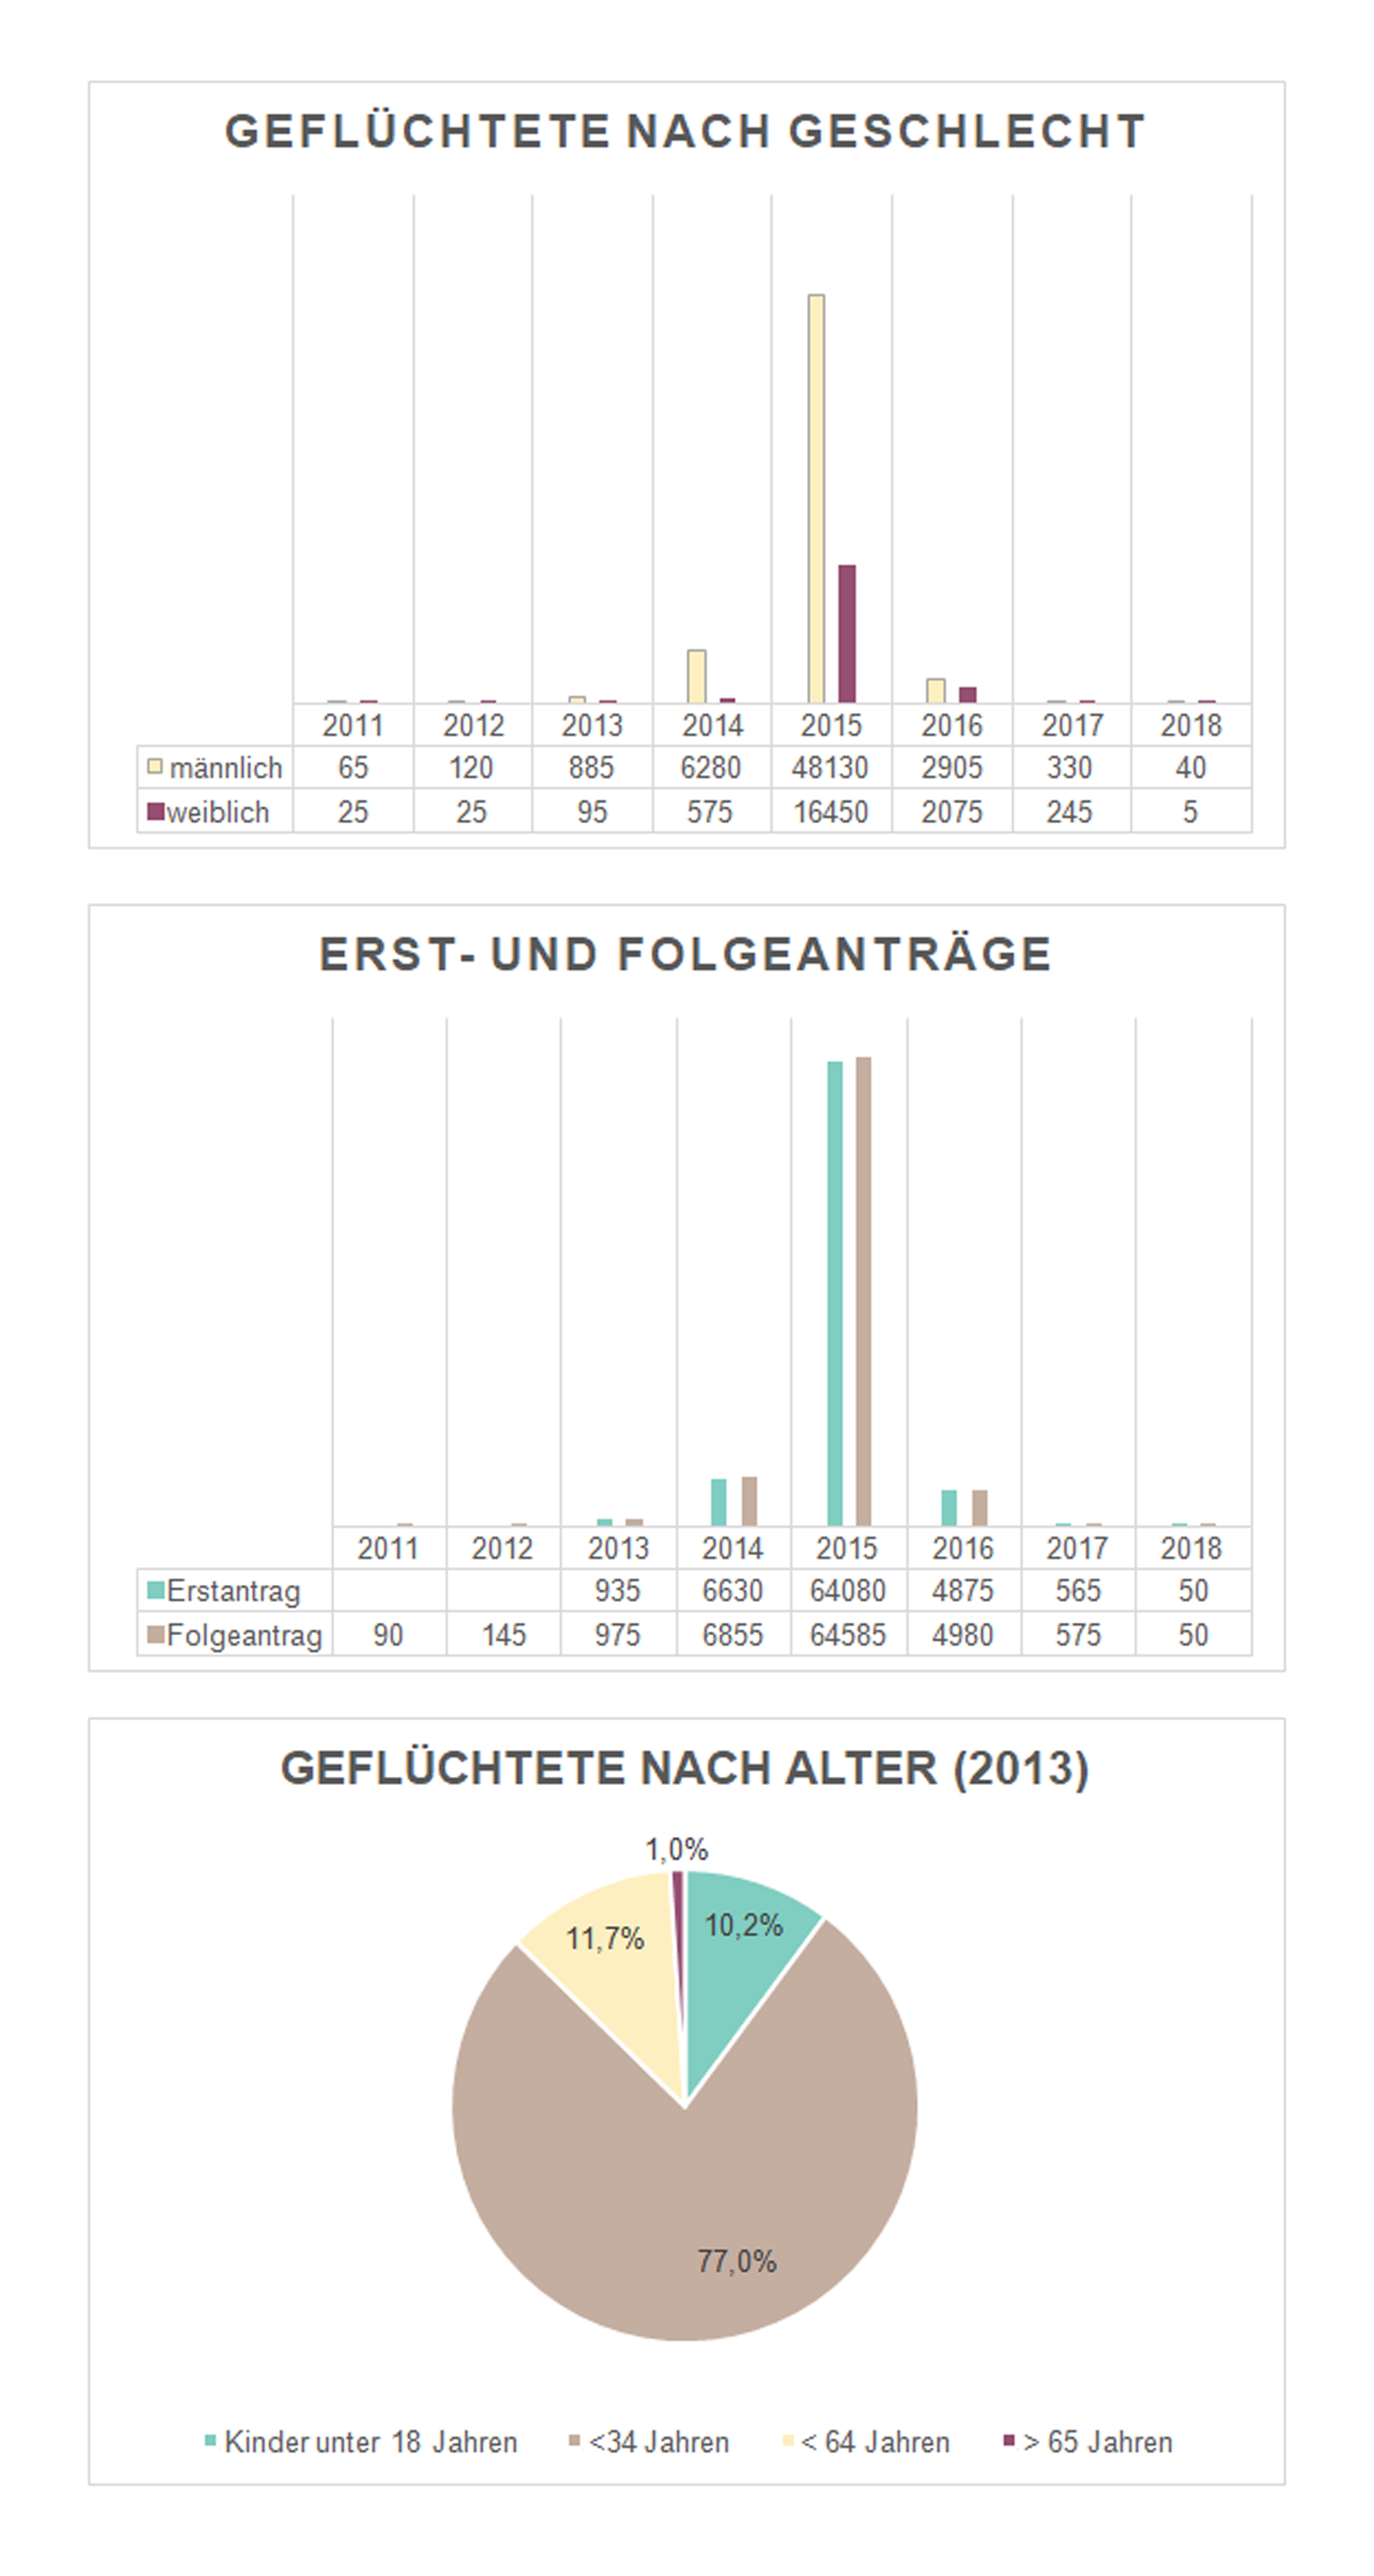 GEFLÜCHTETE NACH GESCHLECHT
2011 2012 2013 2014 2015 2016 2017 2018
männlich 65 120 885 6280 48130 2905 330 40
weiblich 25 25 95 575 16450 2075 245 5
ERST- UND FOLGEANTRÄGE
2011 2012 2013 2014 2015 2016 2017 2018
Erstantrag 935 6630 64080 4875 565 50
Folgeantrag 90 145 975 6855 64585 4980 575 50
GEFLÜCHTETE NACH ALTER (2013)
1,0%
11,7% 10,2%
77,0%
Kinder unter 18 Jahren <34 Jahren < 64 Jahren > 65 Jahren